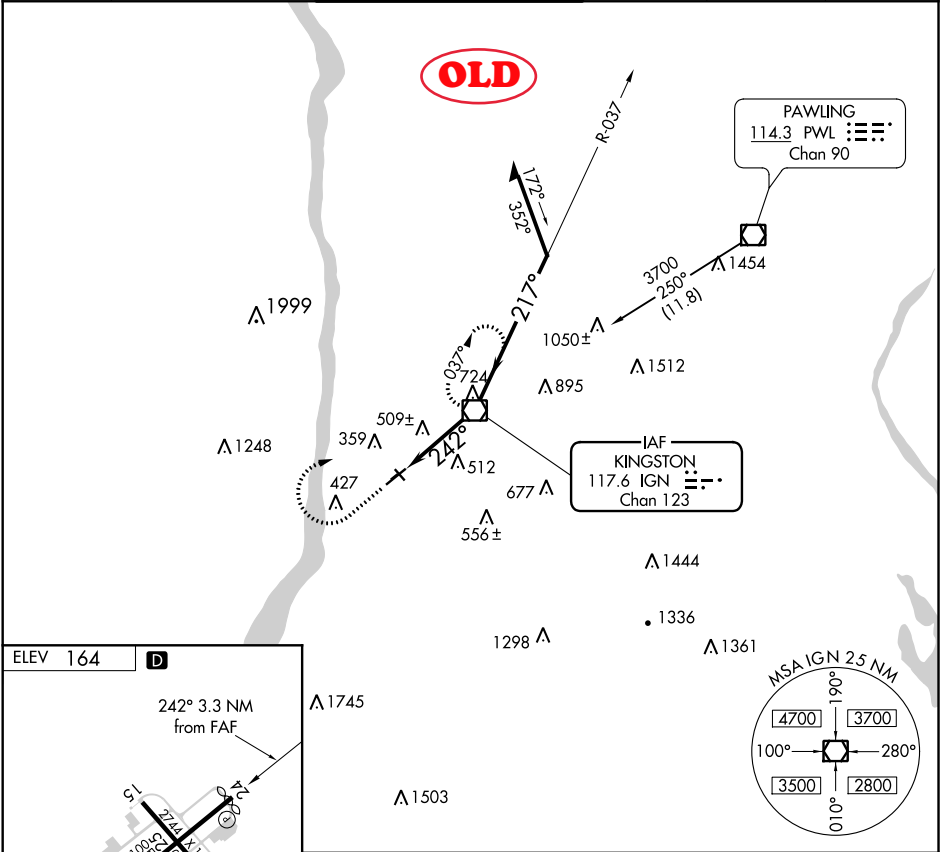 OLD
R-037
PAWLING
114.3 PWL
Chan 90
172°
352°
1454
3700
250°
(11.8)
1999
217°
1050±
1512
037°
724
895
509±
359
1248
242°
512
IAF
KINGSTON
117.6 IGN
Chan 123
427
677
556±
1444
1336
1298
1361
ELEV 164 D
242° 3.3 NM
from FAF
1745
MSA IGN 25 NM
190°
4700 3700
100° 280°
3500 2800
010°
1503
15
24
2744
P